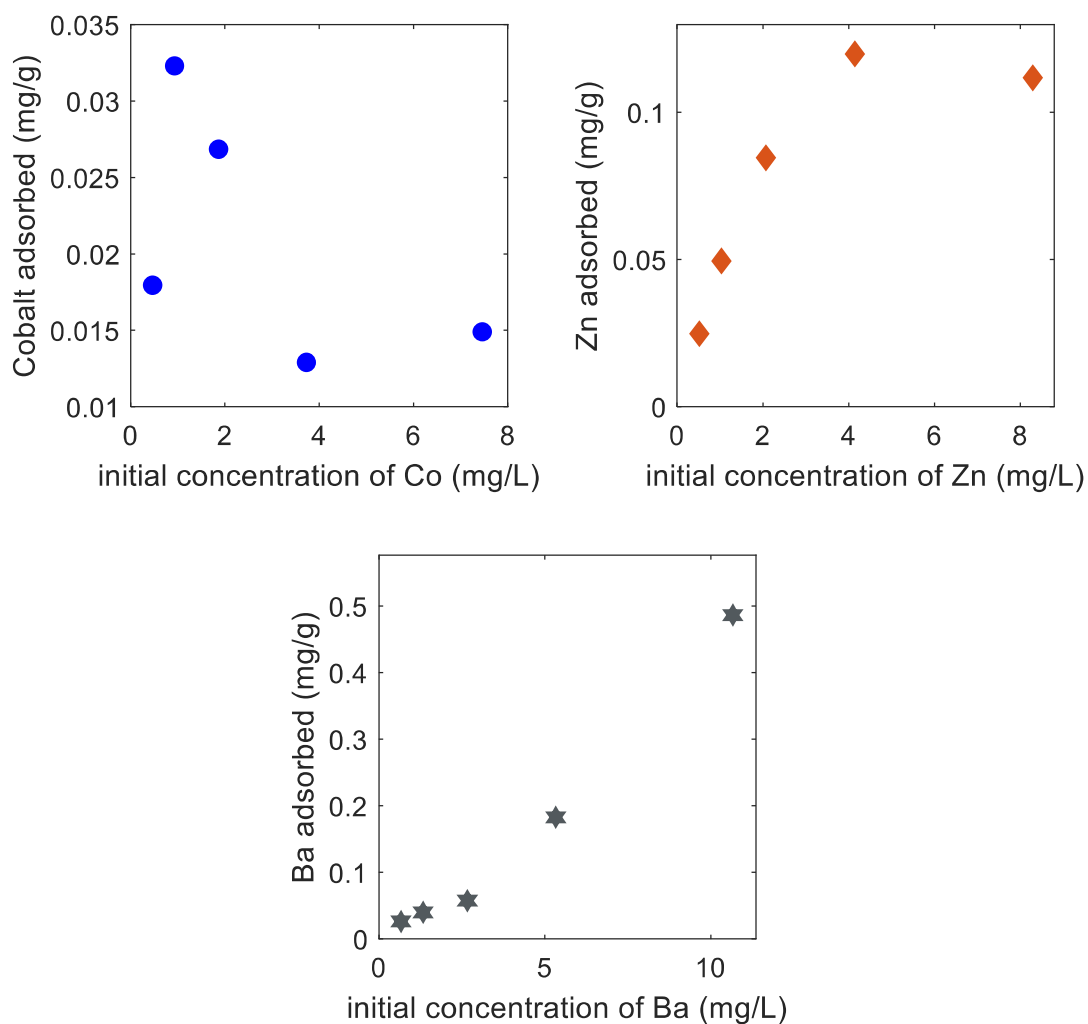 Cobalt adsorbed (mg/g)
0.035
0.03
0.025
0.02
0.015
0.01
0 2 4 6 8
initial concentration of Co (mg/L)
Zn adsorbed (mg/g)
0.1
0.05
0
0 2 4 6 8
initial concentration of Zn (mg/L)
Ba adsorbed (mg/g)
0.5
0.4
0.3
0.2
0.1
0
0 5 10
initial concentration of Ba (mg/L)